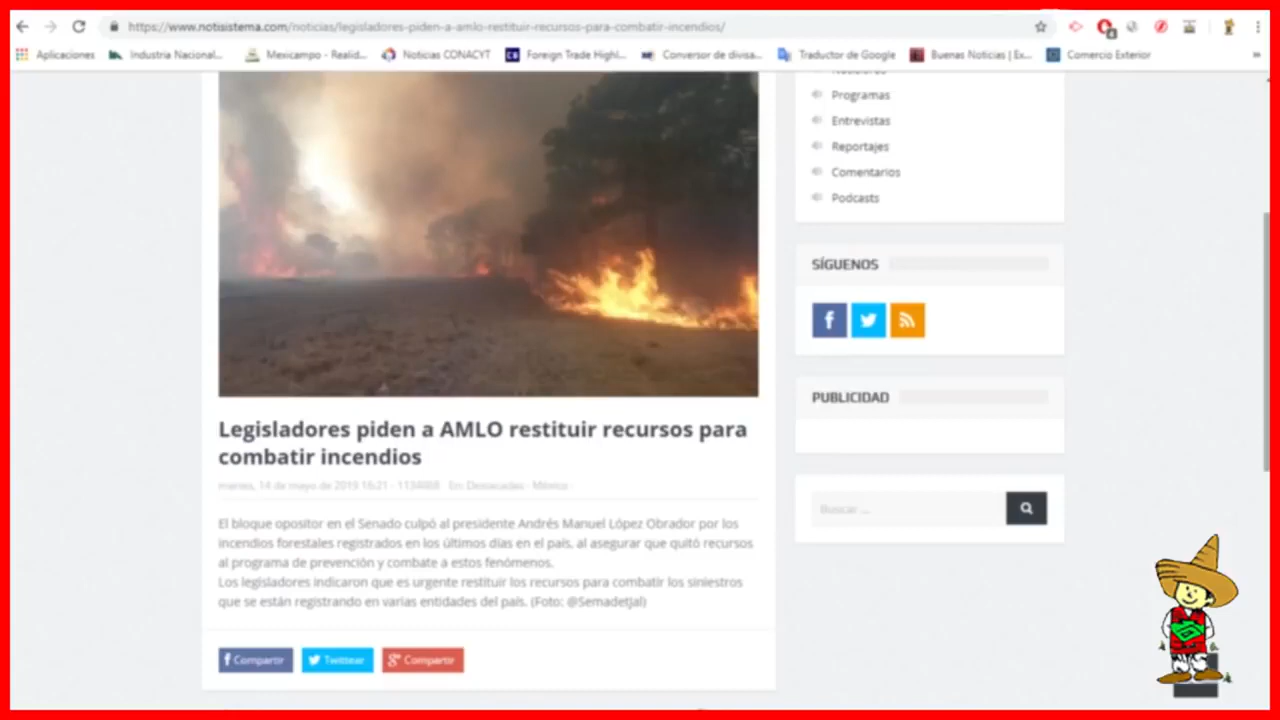 https://www.notisistema.com/noticias/legisladores-piden-a-amlo-restituir-recursos-para-combatir-incendios/
Aplicaciones Industria Nacional... Mexicampo - Realid... Noticias CONACYT Foreign Trade Highl... Conversor de divisa... Traductor de Google Buenas Noticias | Ex... Comercio Exterior »
Programas
Entrevistas
Reportajes
Comentarios
Podcasts
SÍGUENOS
PUBLICIDAD
Buscar ...
Legisladores piden a AMLO restituir recursos para
combatir incendios
martes, 14 de mayo de 2019 16:21 - En: Destacadas - México
El bloque opositor en el Senado culpó al presidente Andrés Manuel López Obrador por los
incendios forestales registrados en los últimos días en el país, al asegurar que quitó recursos
al programa de prevención y combate a estos fenómenos.
Los legisladores indicaron que es urgente restituir los recursos para combatir los siniestros
que se están registrando en varias entidades del país. (Foto: @SemadetJal)
Compartir Twittear Compartir